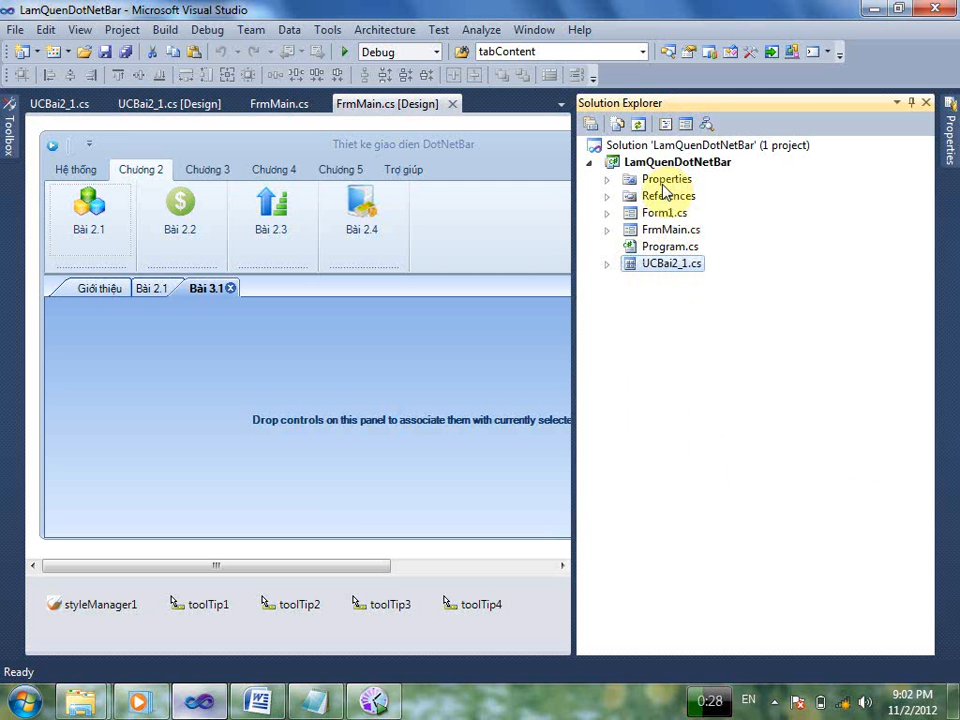 LamQuenDotNetBar - Microsoft Visual Studio
File Edit View Project Build Debug Team Data Tools Architecture Test Analyze Window Help
Debug tabContent
UCBai2_1.cs UCBai2_1.cs [Design] FrmMain.cs FrmMain.cs [Design]
Toolbox
Thiet ke giao dien DotNetBar
Hệ thống Chương 2 Chương 3 Chương 4 Chương 5 Trợ giúp
Bài 2.1 Bài 2.2 Bài 2.3 Bài 2.4
Giới thiệu Bài 2.1 Bài 3.1
Drop controls on this panel to associate them with currently selecte
styleManager1 toolTip1 toolTip2 toolTip3 toolTip4
Solution Explorer
Solution 'LamQuenDotNetBar' (1 project)
LamQuenDotNetBar
Properties
References
Form1.cs
FrmMain.cs
Program.cs
UCBai2_1.cs
Properties
Ready
0:28 EN 9:02 PM
11/2/2012